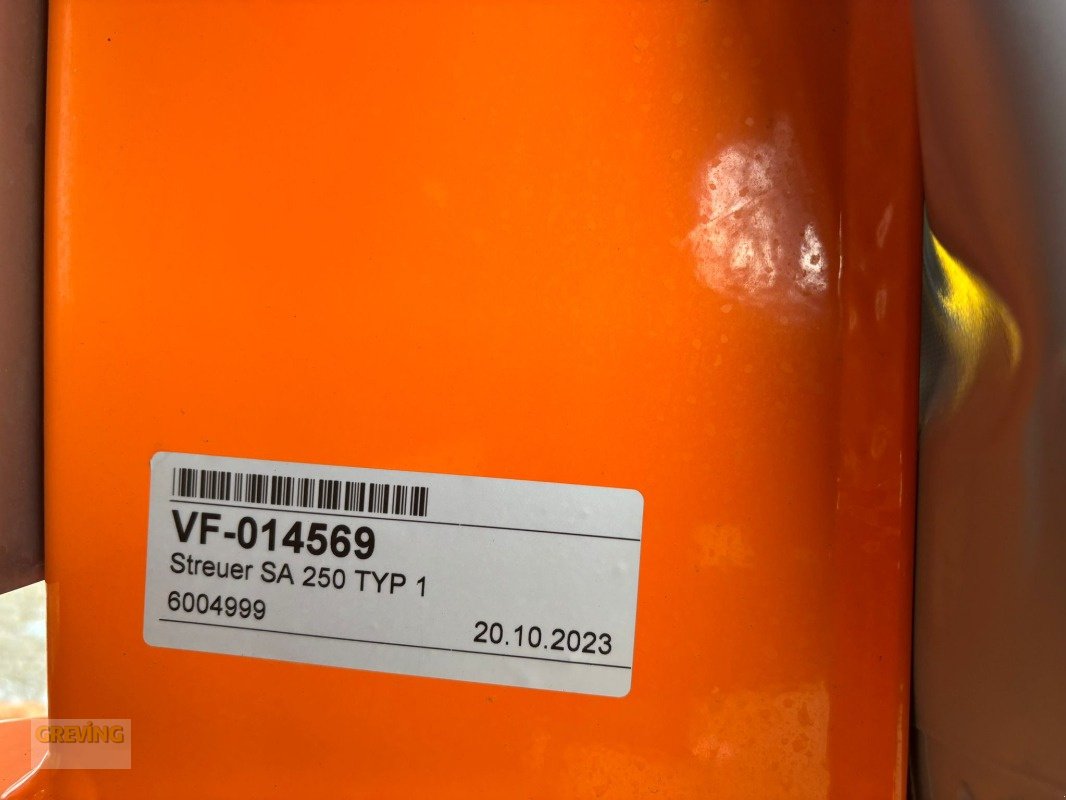 VF-014569
Streuer SA 250 TYP 1
6004999
20.10.2023
GREVING